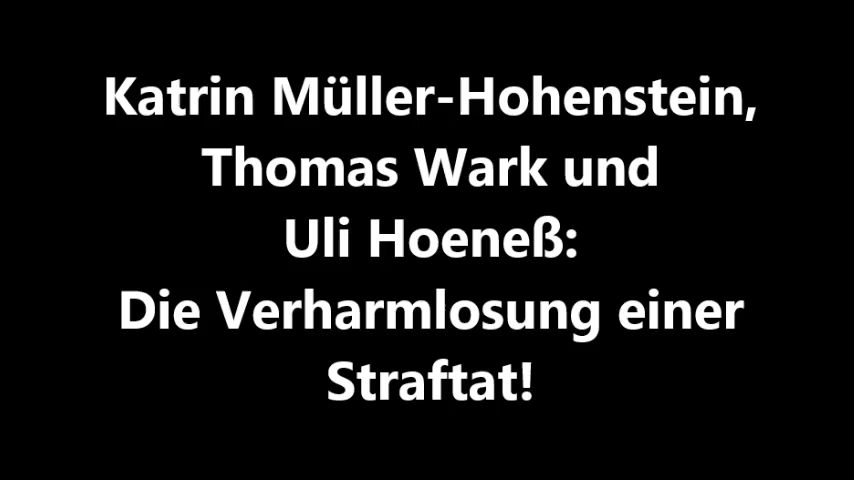 Katrin Müller-Hohenstein,
Thomas Wark und
Uli Hoeneß:
Die Verharmlosung einer
Straftat!